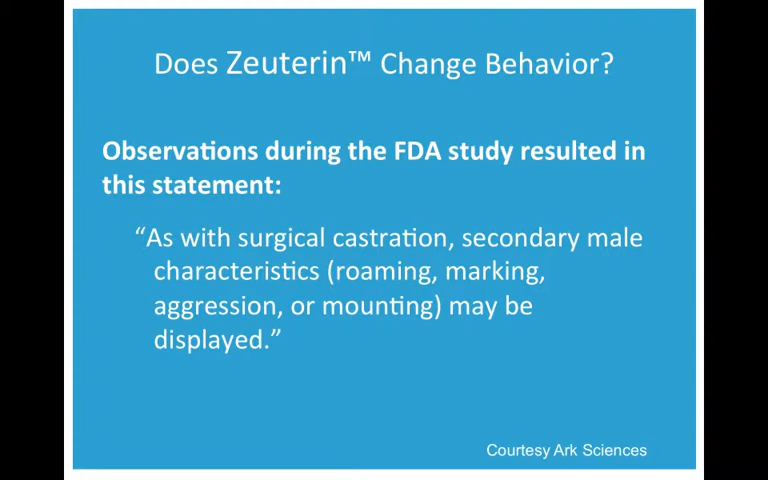 Does Zeuterin™ Change Behavior?
Observations during the FDA study resulted in
this statement:
“As with surgical castration, secondary male
characteristics (roaming, marking,
aggression, or mounting) may be
displayed.”
Courtesy Ark Sciences